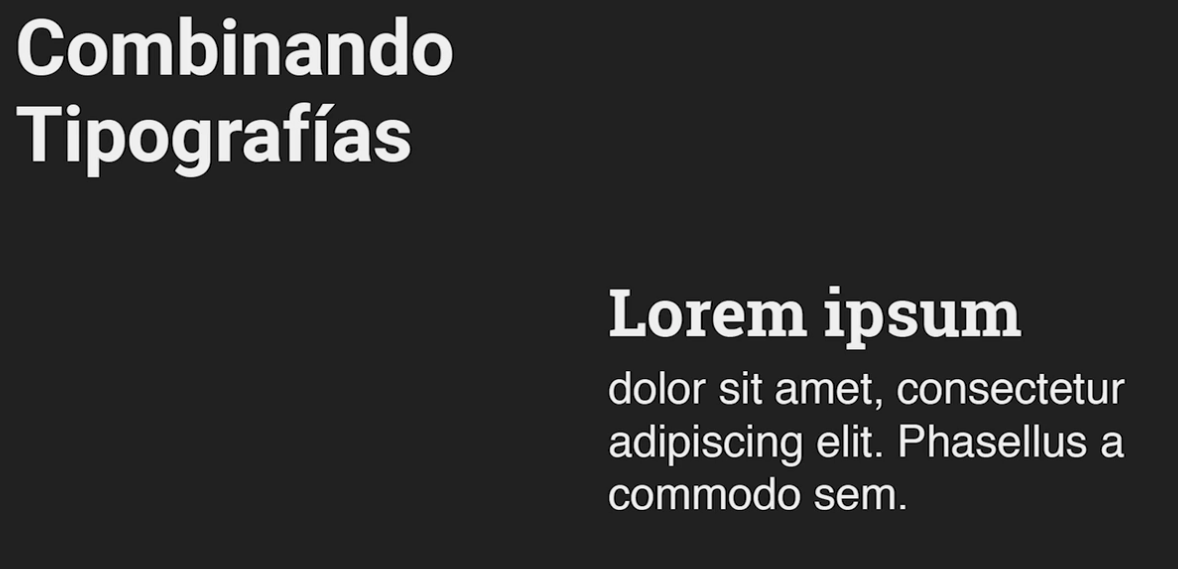 Combinando
Tipografías
Lorem ipsum
dolor sit amet, consectetur
adipiscing elit. Phasellus a
commodo sem.